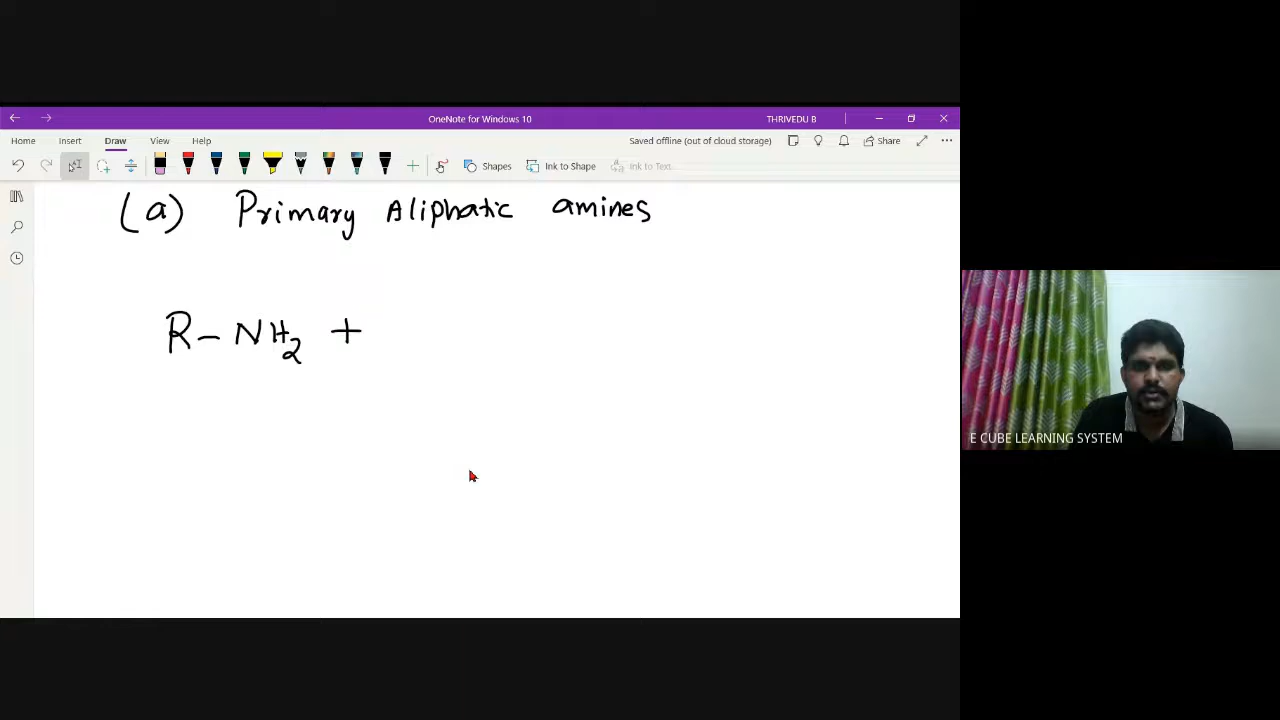 OneNote for Windows 10
THRIVEDU B
Home Insert Draw View Help
Saved offline (out of cloud storage)
Share
Shapes
Ink to Shape
Ink to Text
(a) Primary Aliphatic amines
R – NH₂ +
E CUBE LEARNING SYSTEM